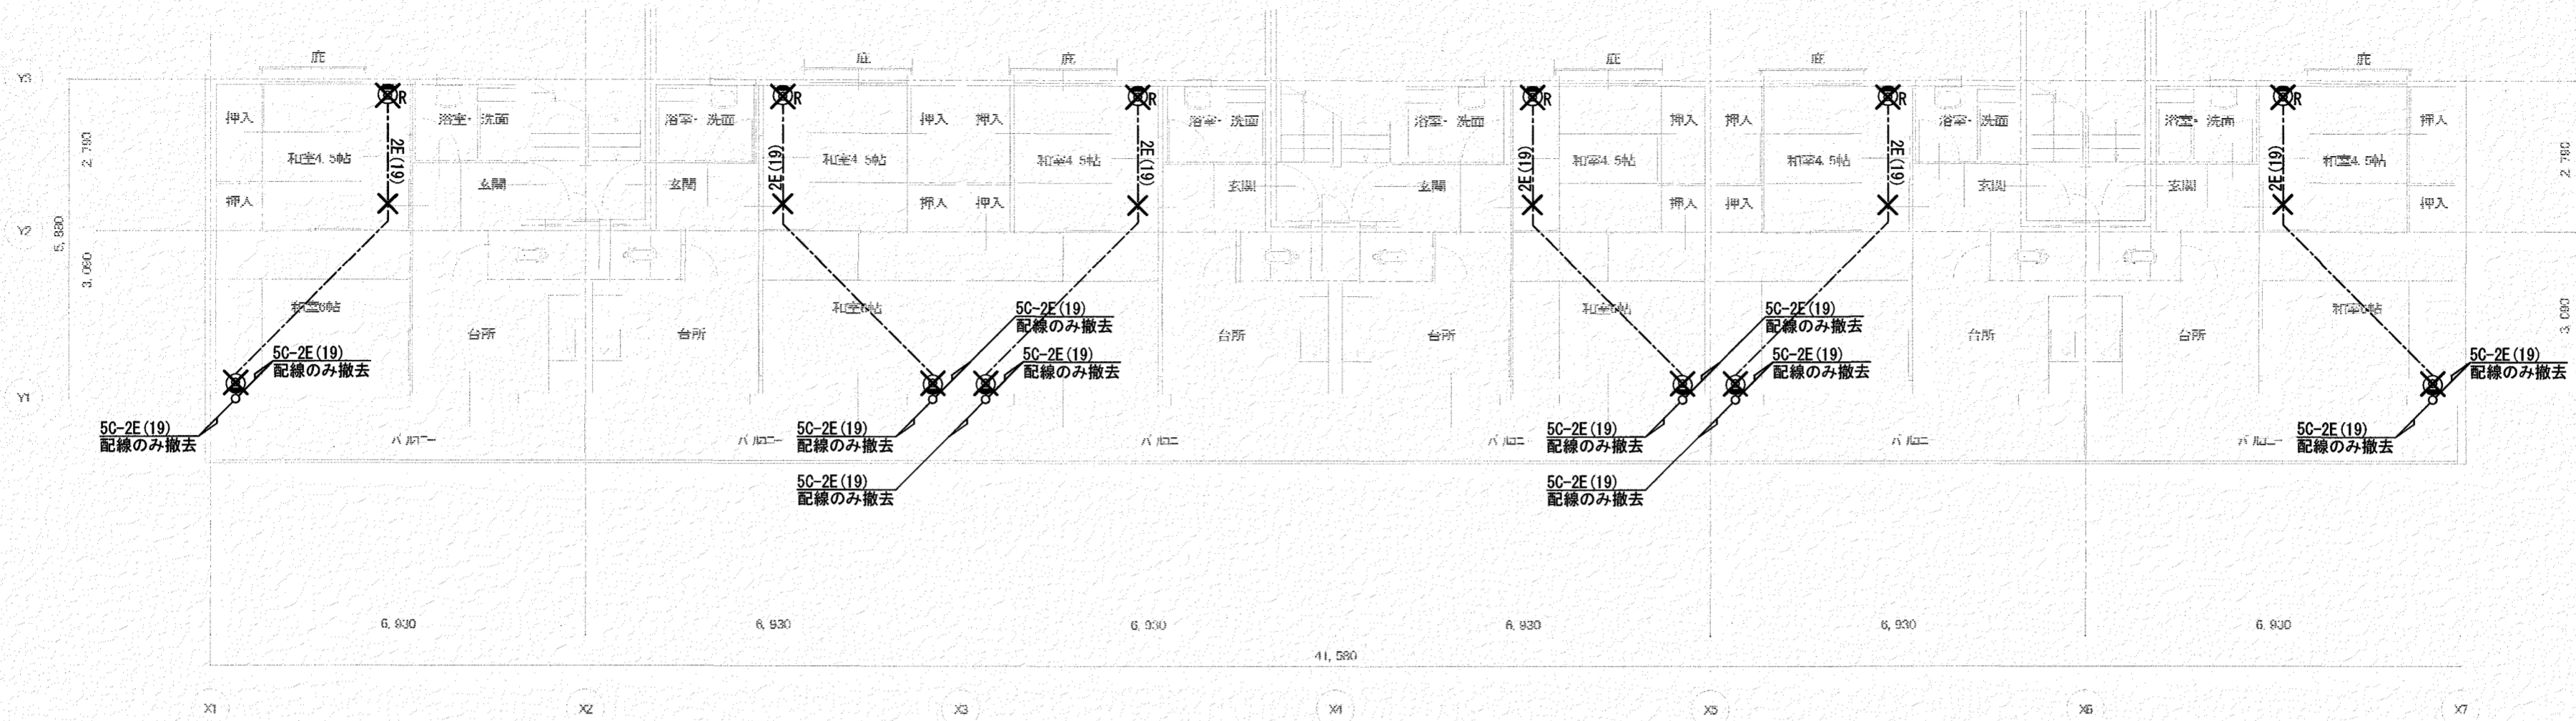 庇 庇 庇 庇 庇 庇
Y3
R R R R R R
押入 浴室・洗面 浴室・洗面 押入 押入 浴室・洗面 浴室・洗面 押入 押入 浴室・洗面 浴室・洗面 押入
2,790 2E(19) 2E(19) 2E(19) 2E(19) 2E(19) 2E(19) 2,790
和室4.5帖 和室4.5帖 和室4.5帖 和室4.5帖 和室4.5帖 和室4.5帖
玄関 玄関 玄関 玄関 玄関 玄関
押入 押入 押入 押入 押入 押入
Y2
5,880
3,090 3,090
和室6帖 和室6帖 和室6帖 和室6帖
5C-2E(19) 5C-2E(19)
配線のみ撤去 配線のみ撤去
台所 台所 台所 台所 台所 台所
5C-2E(19) 5C-2E(19) 5C-2E(19) 5C-2E(19)
配線のみ撤去 配線のみ撤去 配線のみ撤去 配線のみ撤去
Y1
5C-2E(19) 5C-2E(19) 5C-2E(19) 5C-2E(19)
配線のみ撤去 配線のみ撤去 配線のみ撤去 配線のみ撤去
バルコニー バルコニー バルコニー バルコニー バルコニー バルコニー
5C-2E(19) 5C-2E(19)
配線のみ撤去 配線のみ撤去
6,930 6,930 6,930 6,930 6,930 6,930
41,580
X1 X2 X3 X4 X5 X6 X7